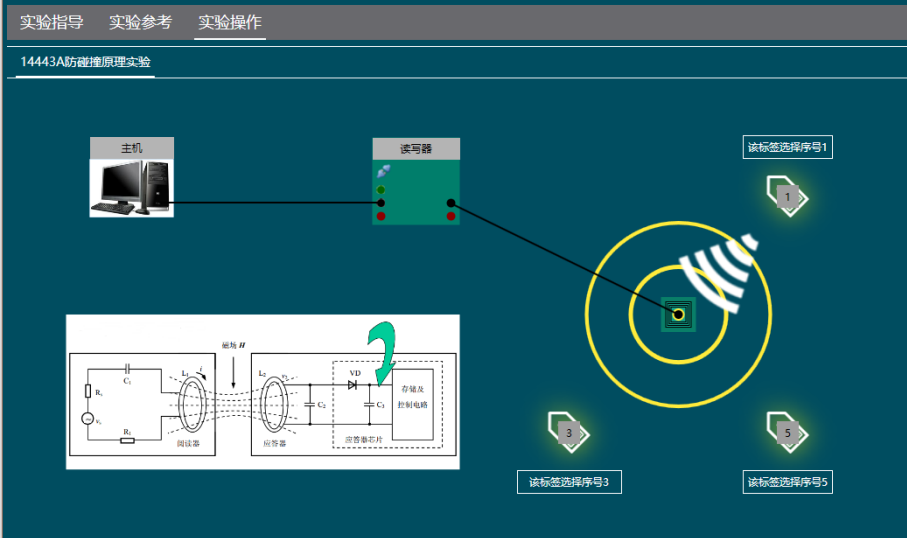 实验指导 实验参考 实验操作
14443A防碰撞原理实验
主机
读写器
该标签选择序号1
1
磁场 H
L₁ i
C₁
R₁
R₂
阅读器
L₂
VD
C₂
C₃
存储及
控制电路
应答器
应答器芯片
3
该标签选择序号3
5
该标签选择序号5